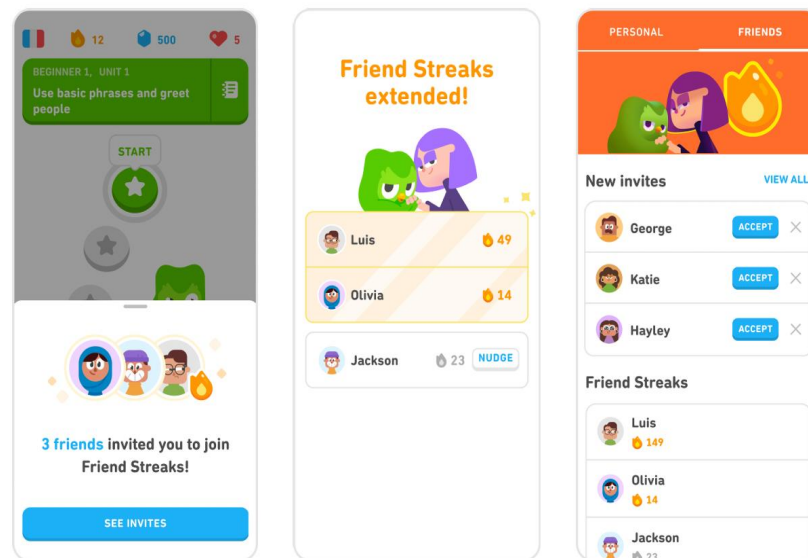 12
500
5
BEGINNER 1, UNIT 1
Use basic phrases and greet
people
START
3 friends invited you to join
Friend Streaks!
SEE INVITES
Friend Streaks
extended!
Luis 49
Olivia 14
Jackson 23 NUDGE
PERSONAL FRIENDS
New invites VIEW ALL
George ACCEPT
Katie ACCEPT
Hayley ACCEPT
Friend Streaks
Luis
149
Olivia
14
Jackson
23